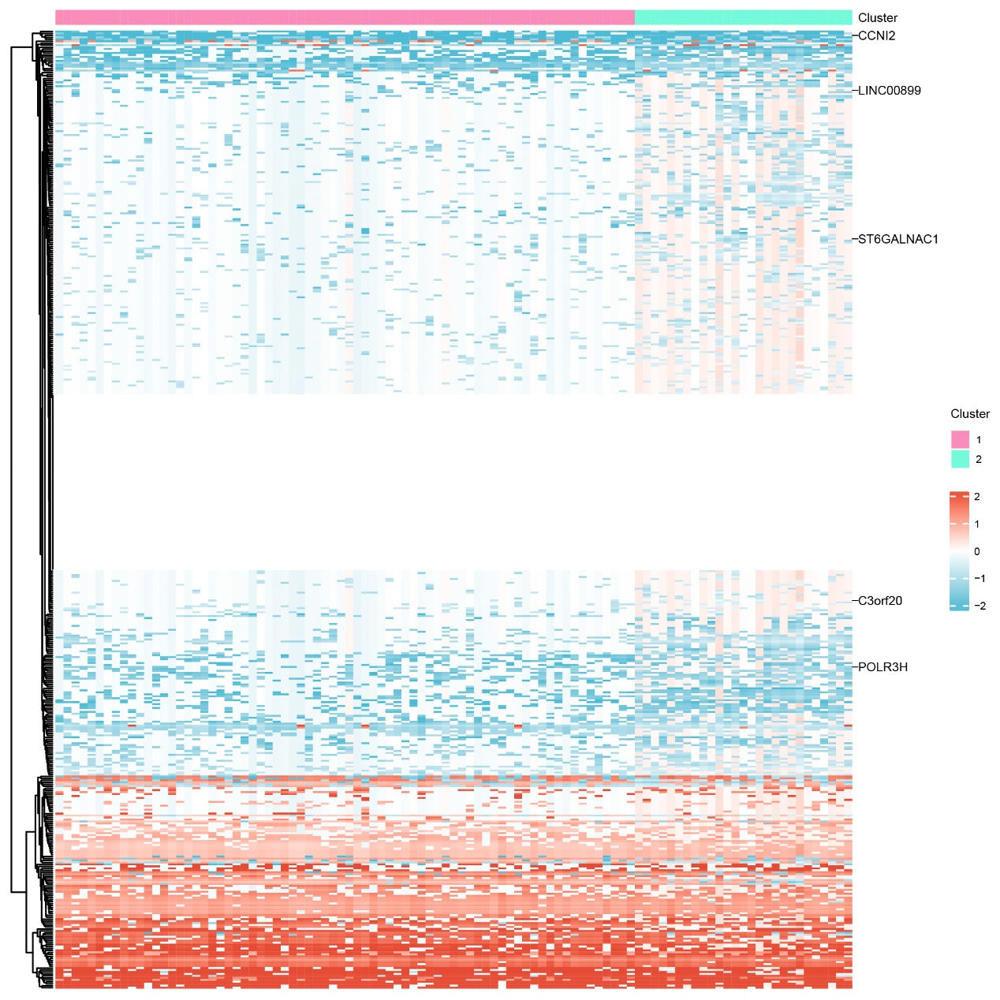 Cluster
CCNI2
LINC00899
ST6GALNAC1
C3orf20
POLR3H
Cluster
1
2
2
1
0
−1
−2